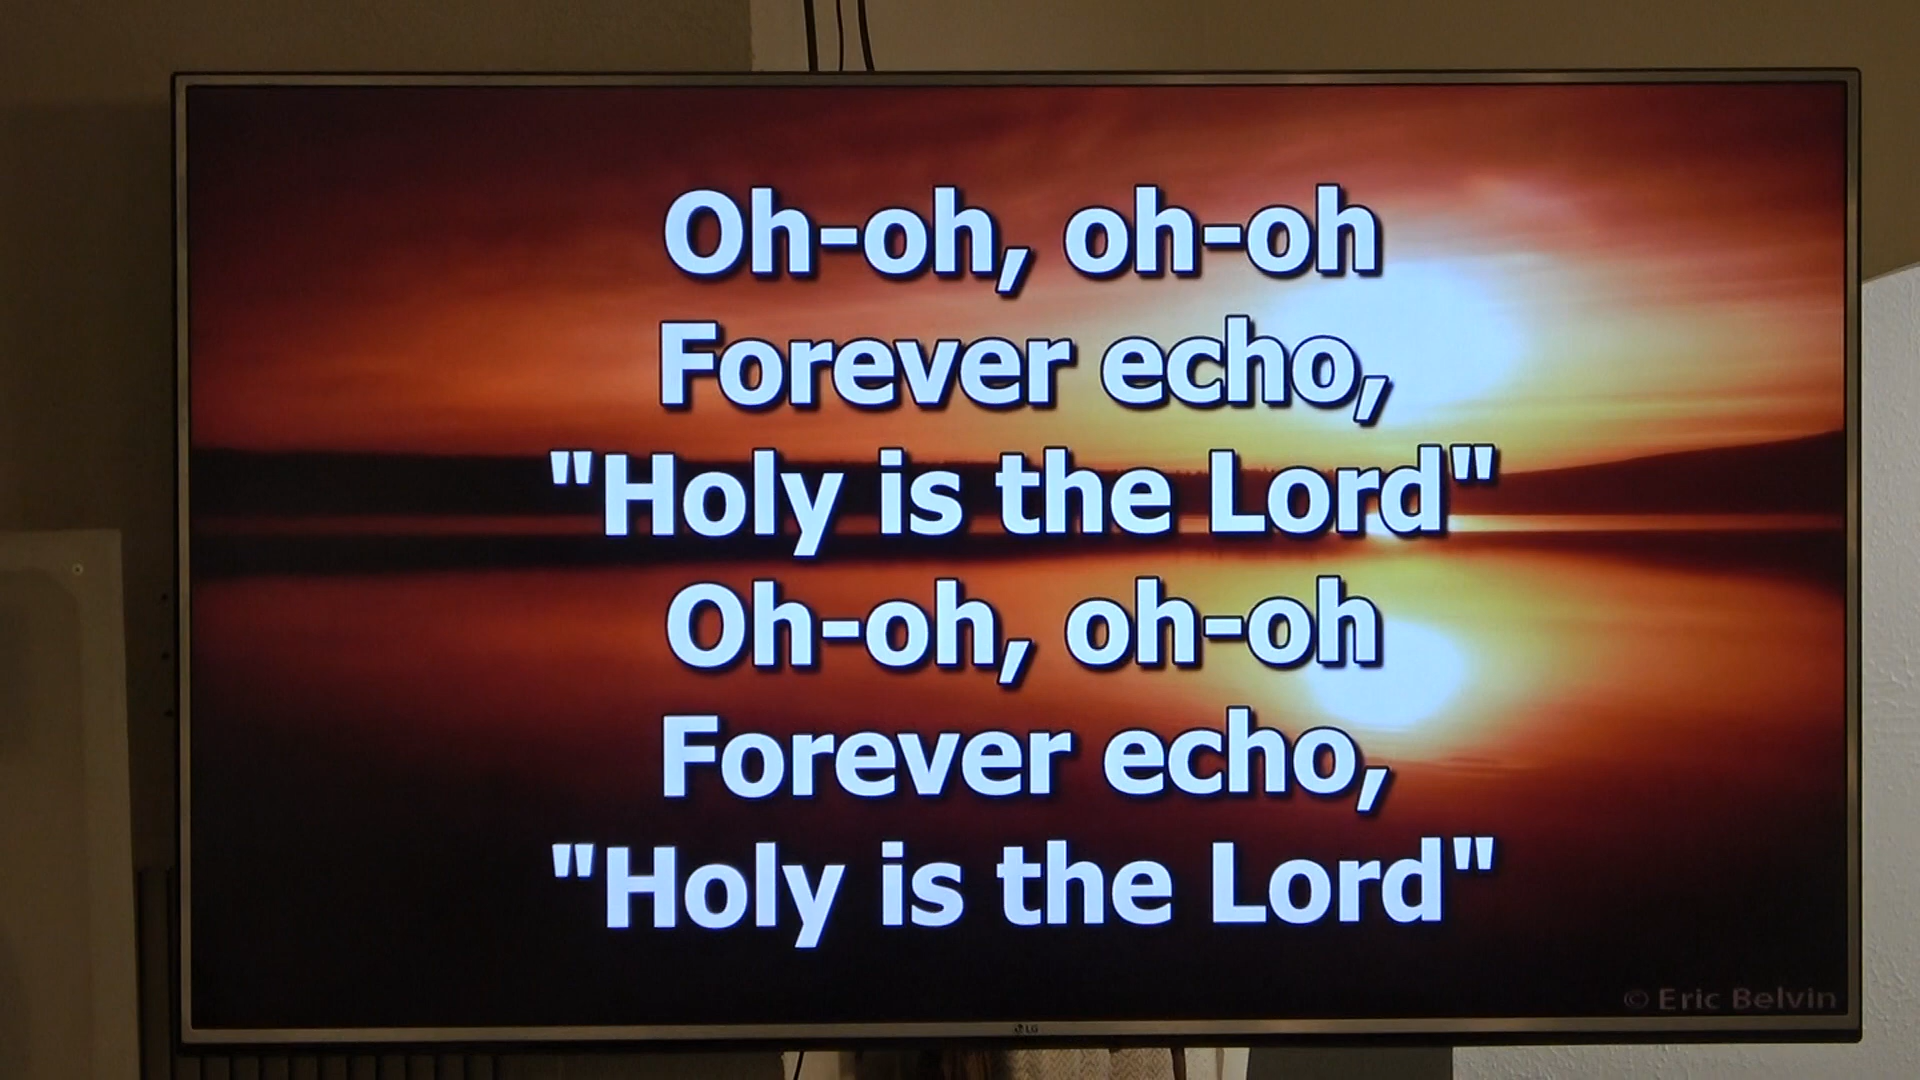 Oh-oh, oh-oh
Forever echo,
"Holy is the Lord"
Oh-oh, oh-oh
Forever echo,
"Holy is the Lord"
© Eric Belvin
LG